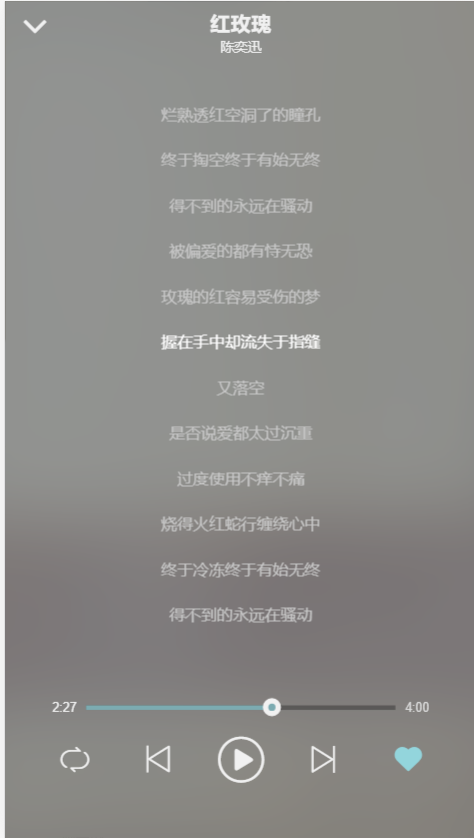 红玫瑰
陈奕迅
烂熟透红空洞了的瞳孔
终于掏空终于有始无终
得不到的永远在骚动
被偏爱的都有恃无恐
玫瑰的红容易受伤的梦
握在手中却流失于指缝
又落空
是否说爱都太过沉重
过度使用不痒不痛
烧得火红蛇行缠绕心中
终于冷冻终于有始无终
得不到的永远在骚动
2:27 4:00